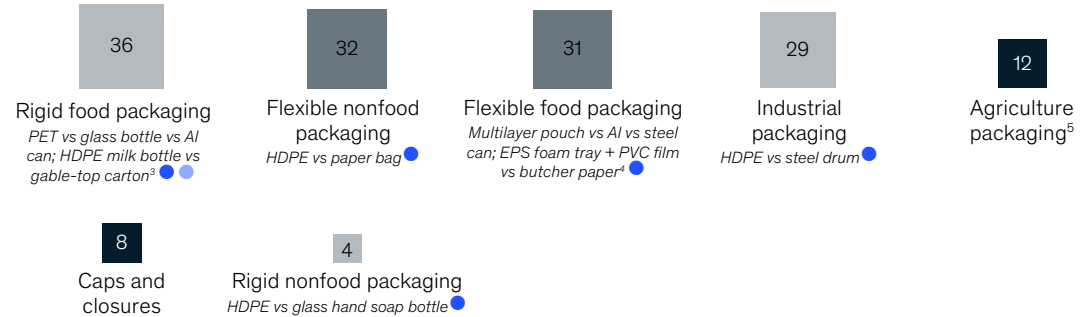 36
Rigid food packaging
PET vs glass bottle vs Al
can; HDPE milk bottle vs
gable-top carton³
32
Flexible nonfood
packaging
HDPE vs paper bag
31
Flexible food packaging
Multilayer pouch vs Al vs steel
can; EPS foam tray + PVC film
vs butcher paper⁴
29
Industrial
packaging
HDPE vs steel drum
12
Agriculture
packaging⁵
8
Caps and
closures
4
Rigid nonfood packaging
HDPE vs glass hand soap bottle